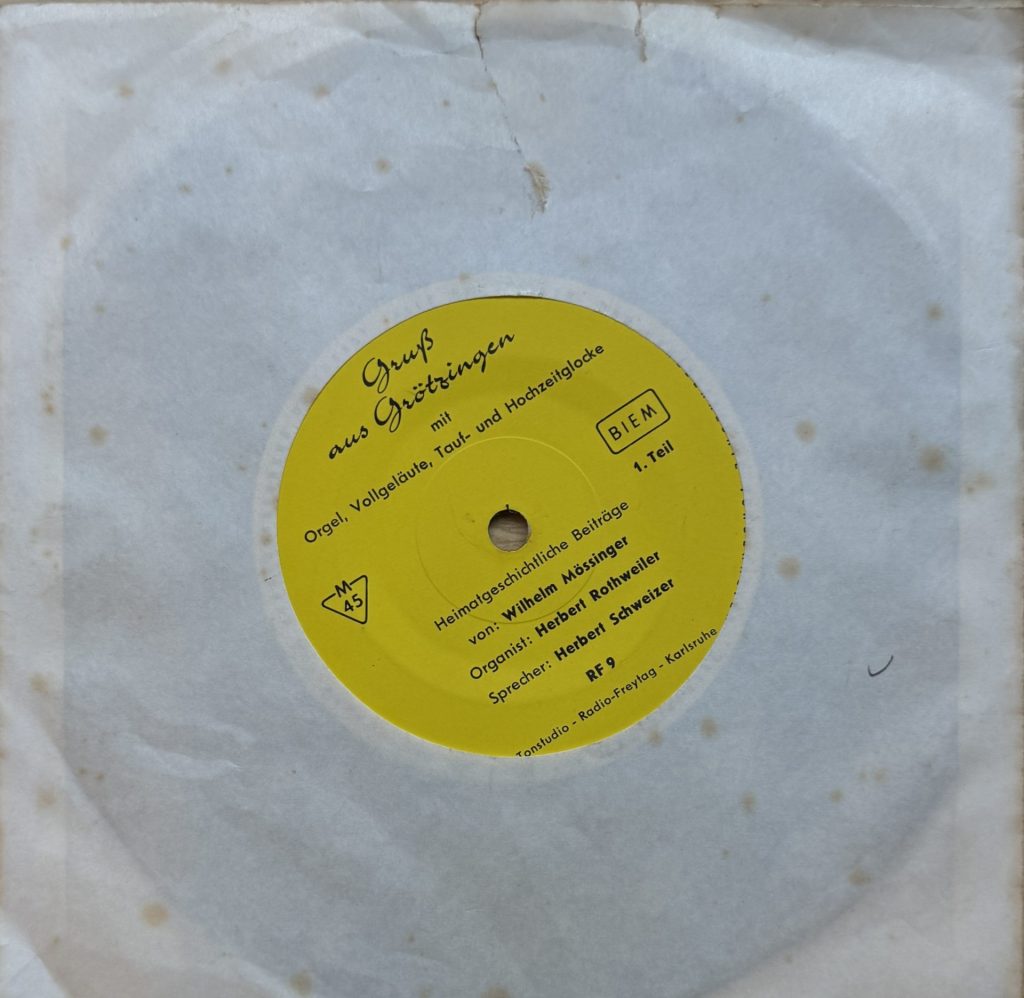 Gruß
aus Grötzingen
mit
Orgel, Vollgeläute, Tauf- und Hochzeitglocke
BIEM
1. Teil
M
45
Heimatgeschichtliche Beiträge
von: Wilhelm Mössinger
Organist: Herbert Rothweiler
Sprecher: Herbert Schweizer
RF 9
Tonstudio - Radio-Freytag - Karlsruhe